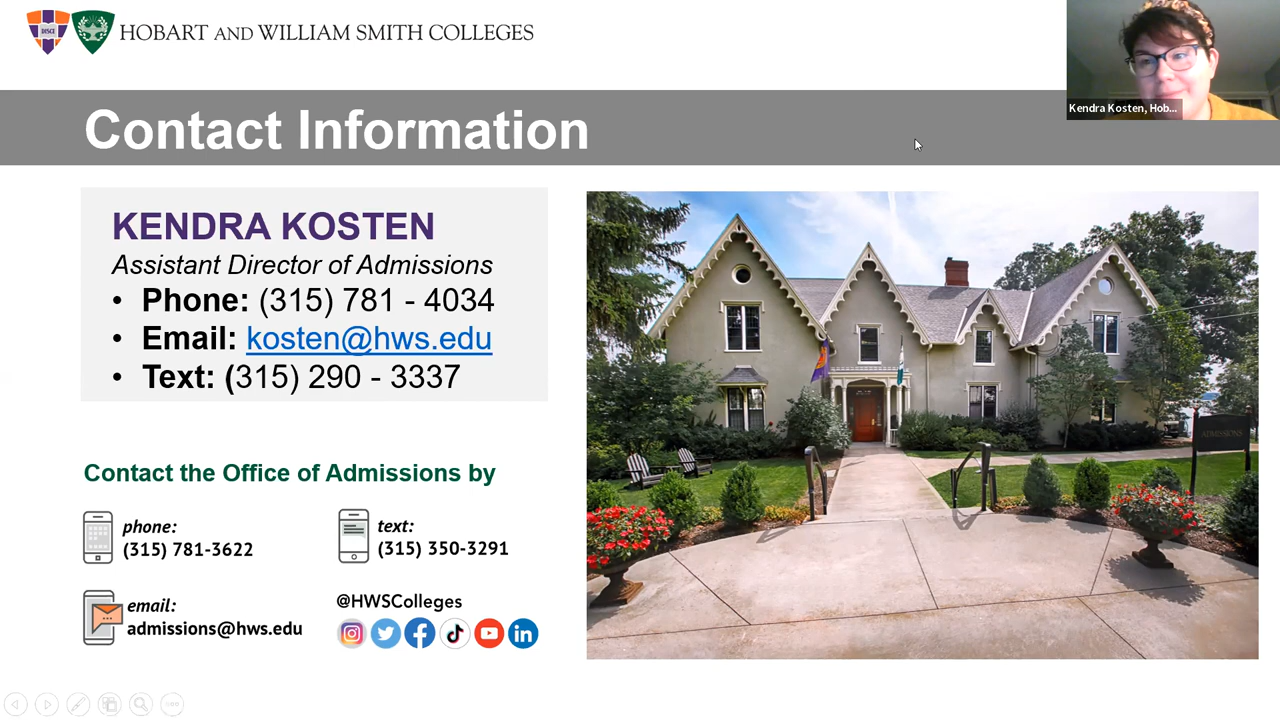 HOBART AND WILLIAM SMITH COLLEGES
DISCE
Kendra Kosten, Hob...
Contact Information
KENDRA KOSTEN
Assistant Director of Admissions
• Phone: (315) 781 - 4034
• Email: kosten@hws.edu
• Text: (315) 290 - 3337
Contact the Office of Admissions by
phone:
(315) 781-3622
text:
(315) 350-3291
email:
admissions@hws.edu
@HWSColleges
ADMISSIONS